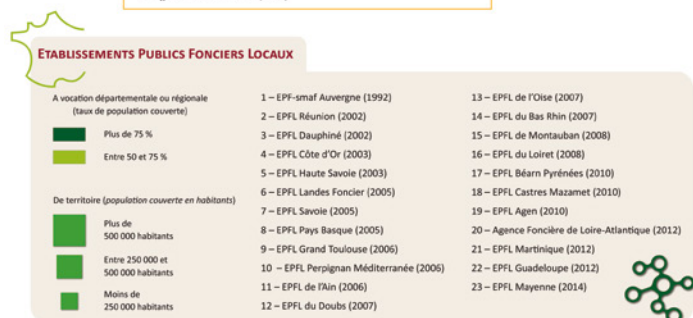 ETABLISSEMENTS PUBLICS FONCIERS LOCAUX
A vocation départementale ou régionale
(taux de population couverte)
Plus de 75 %
Entre 50 et 75 %
De territoire (population couverte en habitants)
Plus de
500 000 habitants
Entre 250 000 et
500 000 habitants
Moins de
250 000 habitants
1 – EPF-smaf Auvergne (1992)
2 – EPFL Réunion (2002)
3 – EPFL Dauphiné (2002)
4 – EPFL Côte d'Or (2003)
5 – EPFL Haute Savoie (2003)
6 – EPFL Landes Foncier (2005)
7 – EPFL Savoie (2005)
8 – EPFL Pays Basque (2005)
9 – EPFL Grand Toulouse (2006)
10 – EPFL Perpignan Méditerranée (2006)
11 – EPFL de l'Ain (2006)
12 – EPFL du Doubs (2007)
13 – EPFL de l'Oise (2007)
14 – EPFL du Bas Rhin (2007)
15 – EPFL de Montauban (2008)
16 – EPFL du Loiret (2008)
17 – EPFL Béarn Pyrénées (2010)
18 – EPFL Castres Mazamet (2010)
19 – EPFL Agen (2010)
20 – Agence Foncière de Loire-Atlantique (2012)
21 – EPFL Martinique (2012)
22 – EPFL Guadeloupe (2012)
23 – EPFL Mayenne (2014)